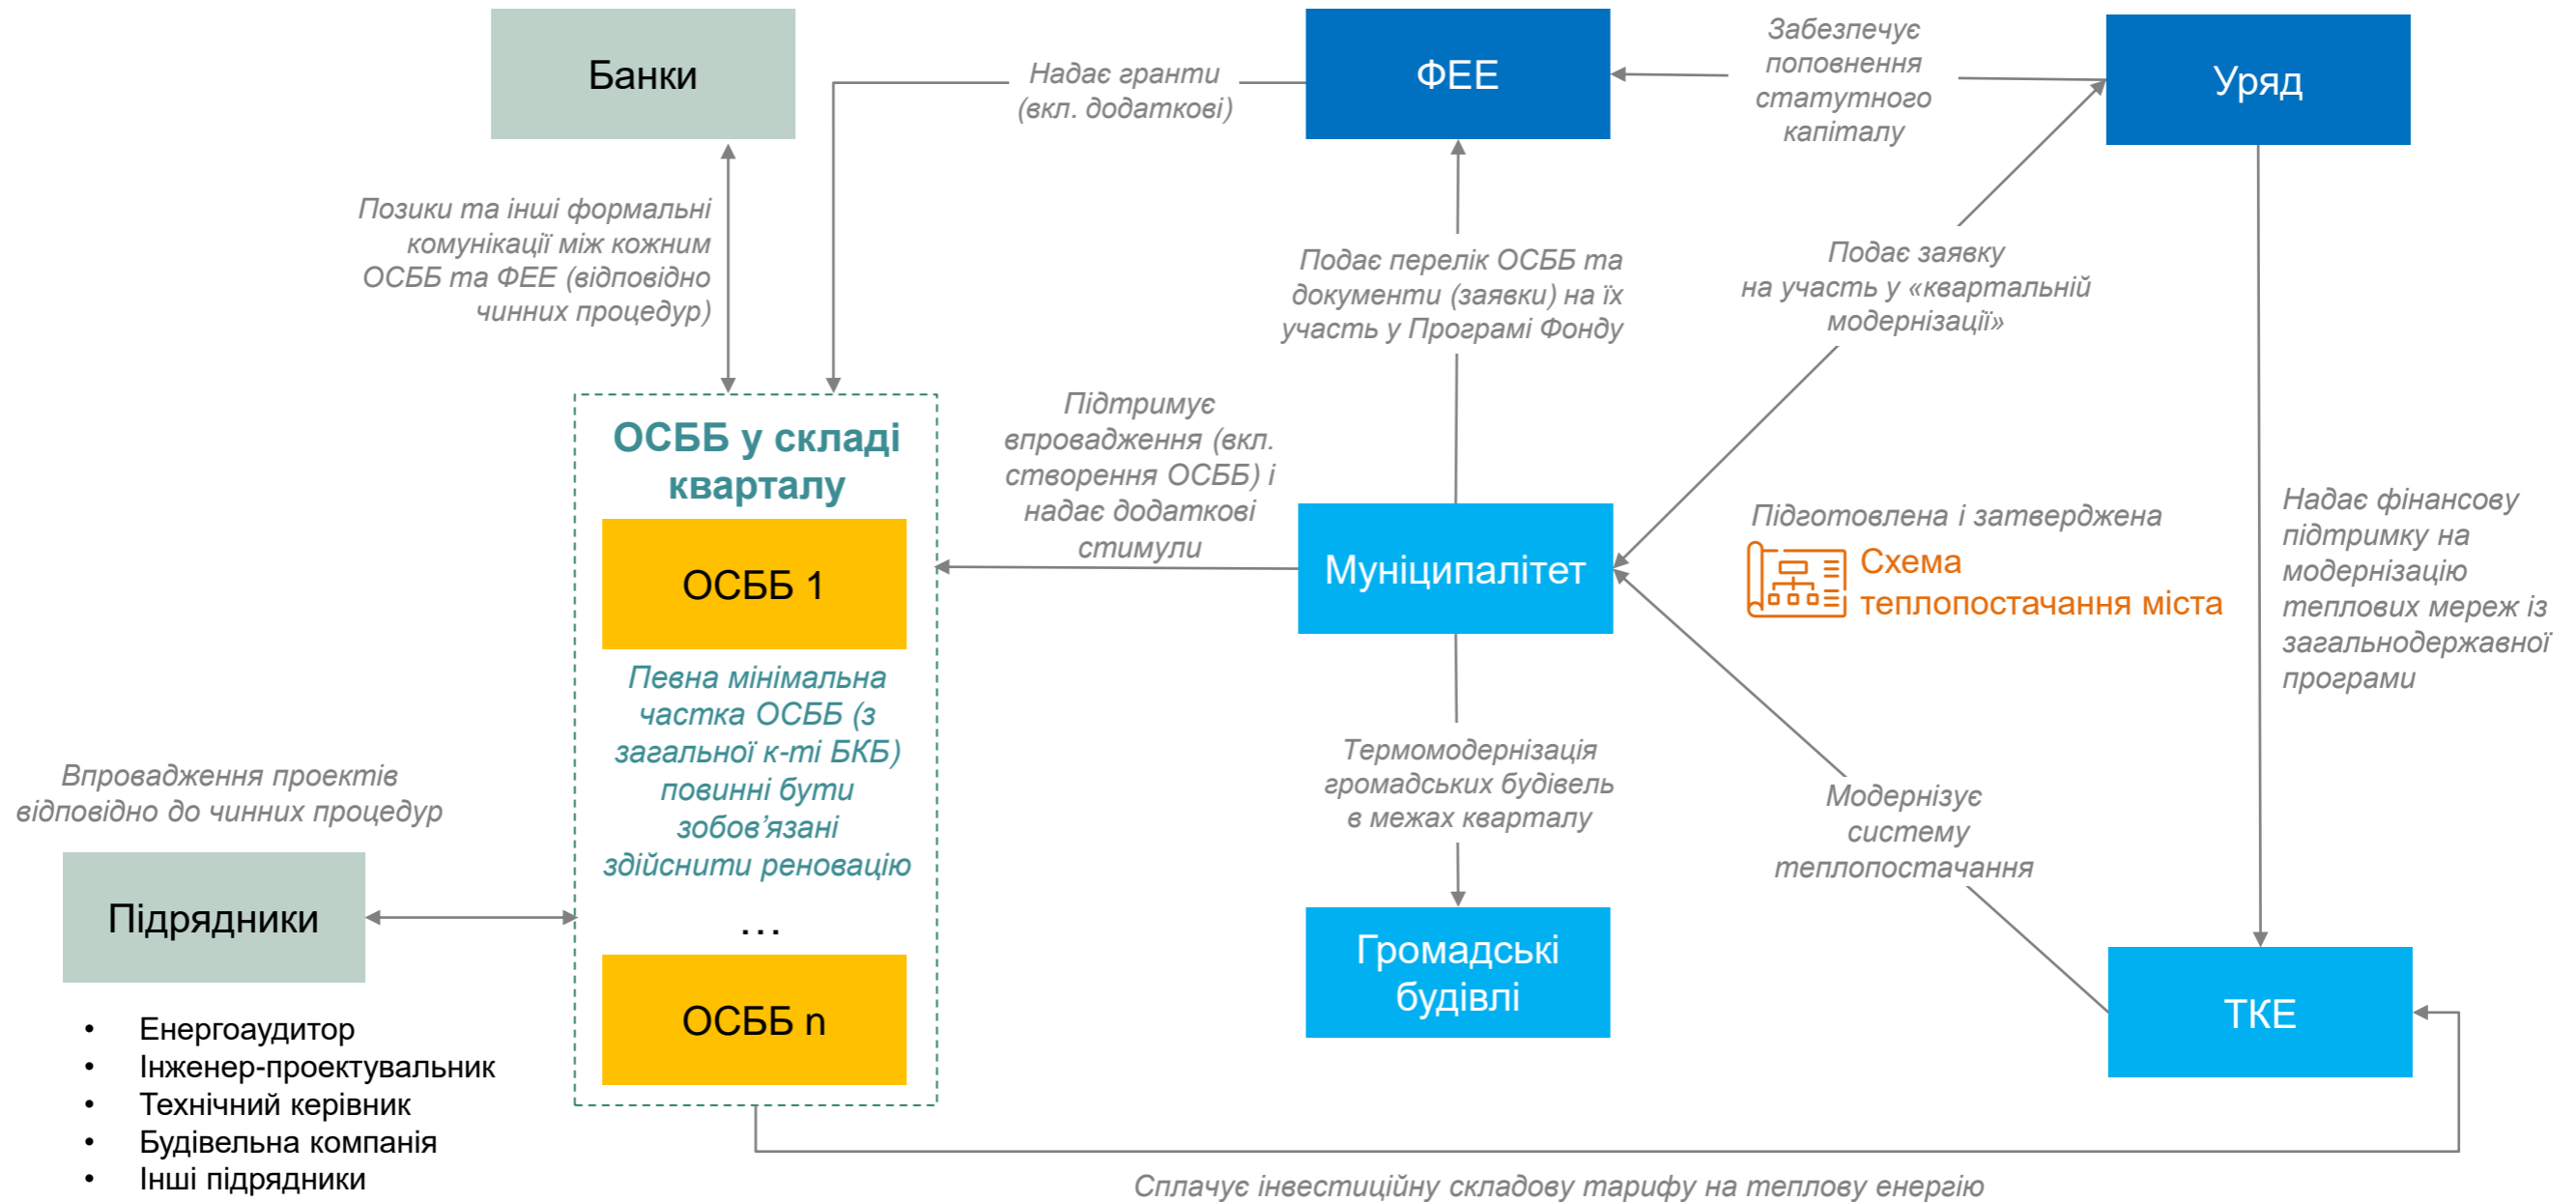 Банки
Надає гранти
(вкл. додаткові)
ФЕЕ
Забезпечує
поповнення
статутного
капіталу
Уряд
Позики та інші формальні
комунікації між кожним
ОСББ та ФЕЕ (відповідно
чинних процедур)
Подає перелік ОСББ та
документи (заявки) на їх
участь у Програмі Фонду
Подає заявку
на участь у «квартальній
модернізації»
ОСББ у складі
кварталу
ОСББ 1
Певна мінімальна
частка ОСББ (з
загальної к-ті БКБ)
повинні бути
зобов’язані
здійснити реновацію
...
ОСББ n
Підтримує
впровадження (вкл.
створення ОСББ) і
надає додаткові
стимули
Муніципалітет
Підготовлена і затверджена
Схема
теплопостачання міста
Надає фінансову
підтримку на
модернізацію
теплових мереж із
загальнодержавної
програми
Термомодернізація
громадських будівель
в межах кварталу
Модернізує
систему
теплопостачання
Громадські
будівлі
ТКЕ
Впровадження проектів
відповідно до чинних процедур
Підрядники
• Енергоаудитор
• Інженер-проектувальник
• Технічний керівник
• Будівельна компанія
• Інші підрядники
Сплачує інвестиційну складову тарифу на теплову енергію